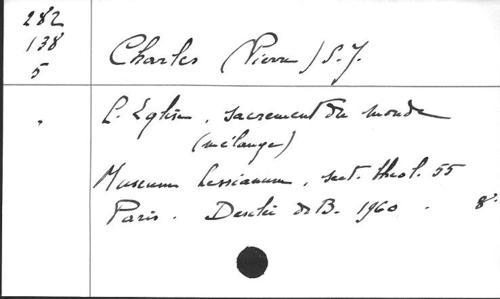 282
138
5
Charles (Pierre) S.J.
L'Eglise, sacrement du monde
(mélange)
Museum Lessianum, sect. theol. 55
Paris. Desclée de B. 1960. 8°